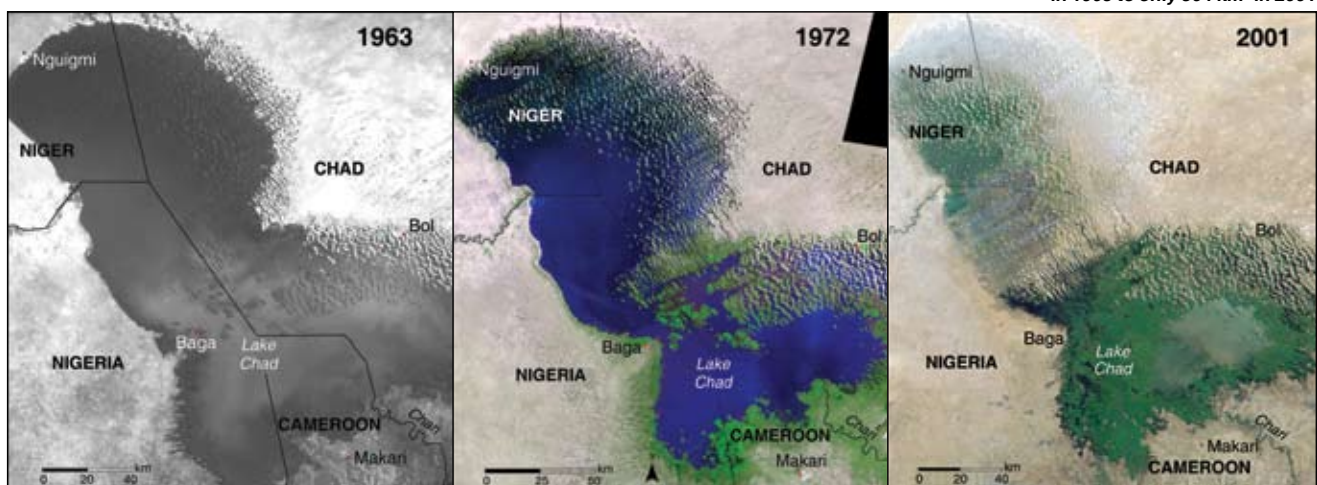 1963
Nguigmi
NIGER
CHAD
Bol
Baga
Lake
Chad
NIGERIA
CAMEROON
Chari
Makari
km
0 20 40
1972
Nguigmi
NIGER
CHAD
Bol
Baga
NIGERIA
Lake
Chad
CAMEROON
Chari
Makari
km
0 25 50
2001
Nguigmi
NIGER
CHAD
Bol
Baga
NIGERIA
Lake
Chad
Chari
Makari
CAMEROON
km
0 20 40